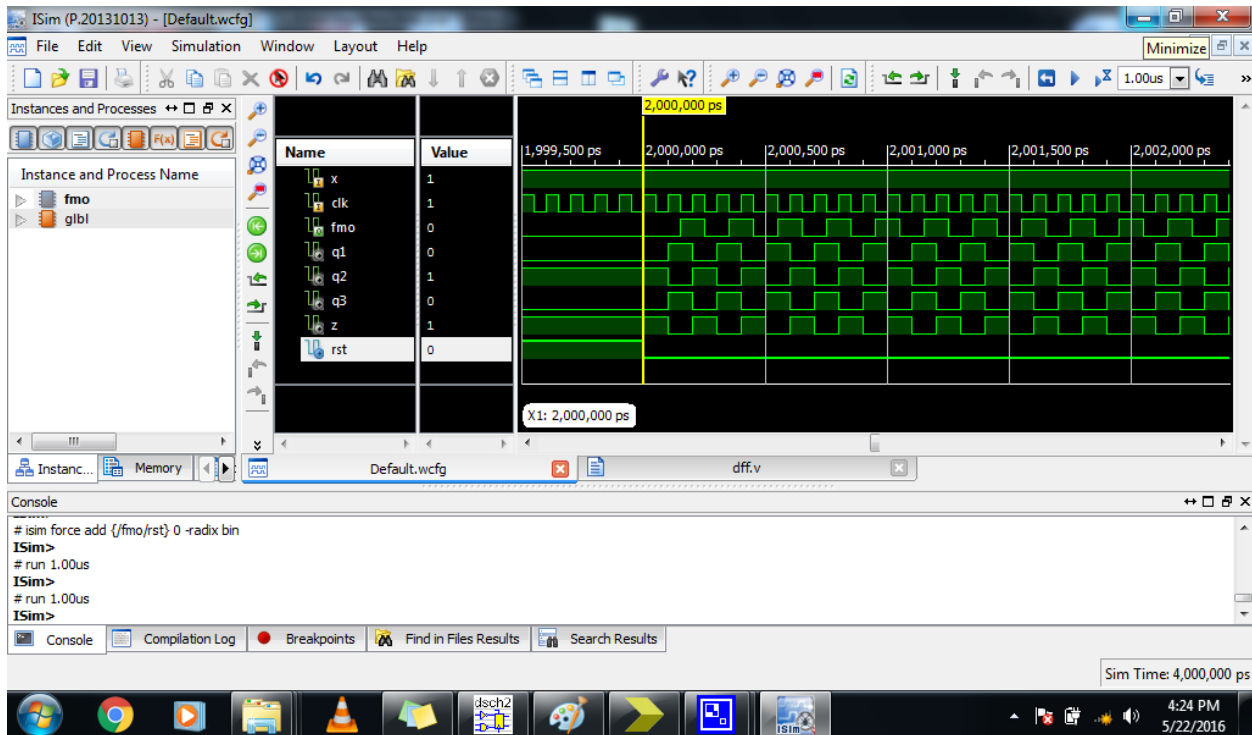 ISim (P.20131013) - [Default.wcfg]
File Edit View Simulation Window Layout Help
Minimize
1.00us
Instances and Processes
F(x)
Instance and Process Name
fmo
glbl
Name Value
x 1
clk 1
fmo 0
q1 0
q2 1
q3 0
z 1
rst 0
2,000,000 ps
1,999,500 ps 2,000,000 ps 2,000,500 ps 2,001,000 ps 2,001,500 ps 2,002,000 ps
X1: 2,000,000 ps
Instanc... Memory
Default.wcfg dff.v
Console
# isim force add {/fmo/rst} 0 -radix bin
ISim>
# run 1.00us
ISim>
# run 1.00us
ISim>
Console Compilation Log Breakpoints Find in Files Results Search Results
Sim Time: 4,000,000 ps
dsch2
ISim
4:24 PM
5/22/2016